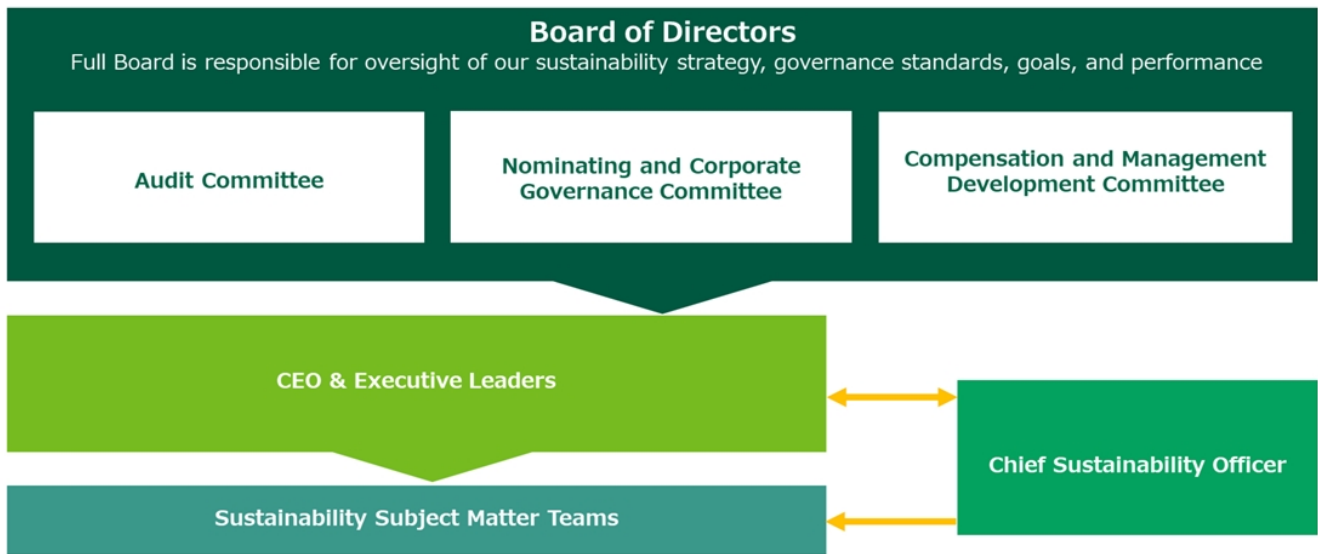 Board of Directors
Full Board is responsible for oversight of our sustainability strategy, governance standards, goals, and performance
Audit Committee
Nominating and Corporate
Governance Committee
Compensation and Management
Development Committee
CEO & Executive Leaders
Chief Sustainability Officer
Sustainability Subject Matter Teams